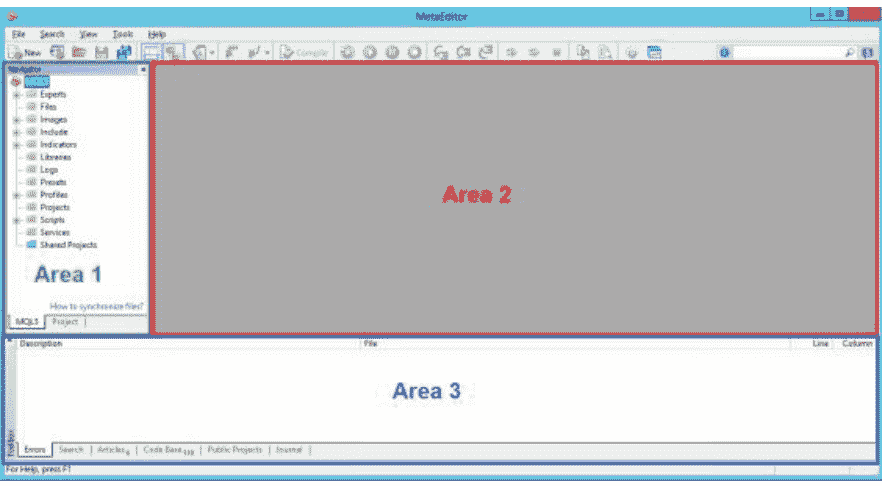 MetaEditor
File Search View Tools Help
New Compile
Navigator
Experts
Files
Images
Include
Indicators
Libraries
Logs
Presets
Profiles
Projects
Scripts
Services
Shared Projects
Area 1
Area 2
How to synchronize files?
MQL5 Project
Description File Line Column
Area 3
Toolbox
Errors Search Articles Code Base Public Projects Journal
For Help, press F1